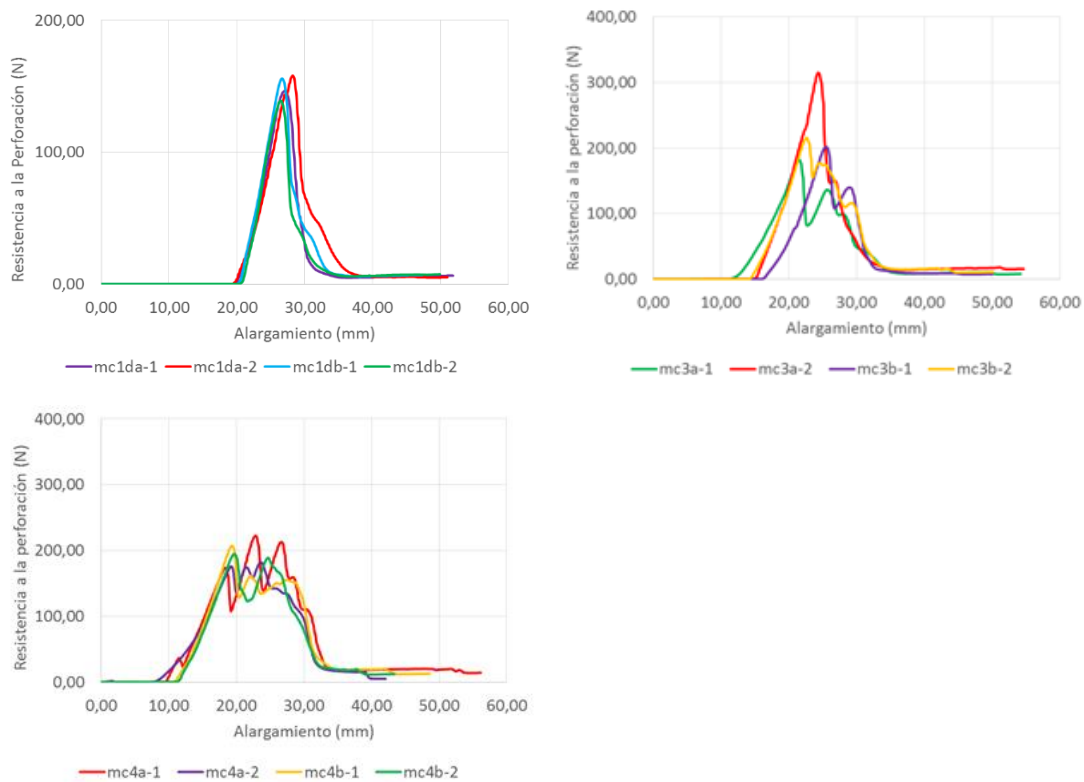 Resistencia a la Perforación (N)
200,00
100,00
0,00
0,00 10,00 20,00 30,00 40,00 50,00 60,00
Alargamiento (mm)
mc1da-1 mc1da-2 mc1db-1 mc1db-2
Resistencia a la perforación (N)
400,00
300,00
200,00
100,00
0,00
0,00 10,00 20,00 30,00 40,00 50,00 60,00
Alargamiento (mm)
mc3a-1 mc3a-2 mc3b-1 mc3b-2
Resistencia a la perforación (N)
400,00
300,00
200,00
100,00
0,00
0,00 10,00 20,00 30,00 40,00 50,00 60,00
Alargamiento (mm)
mc4a-1 mc4a-2 mc4b-1 mc4b-2